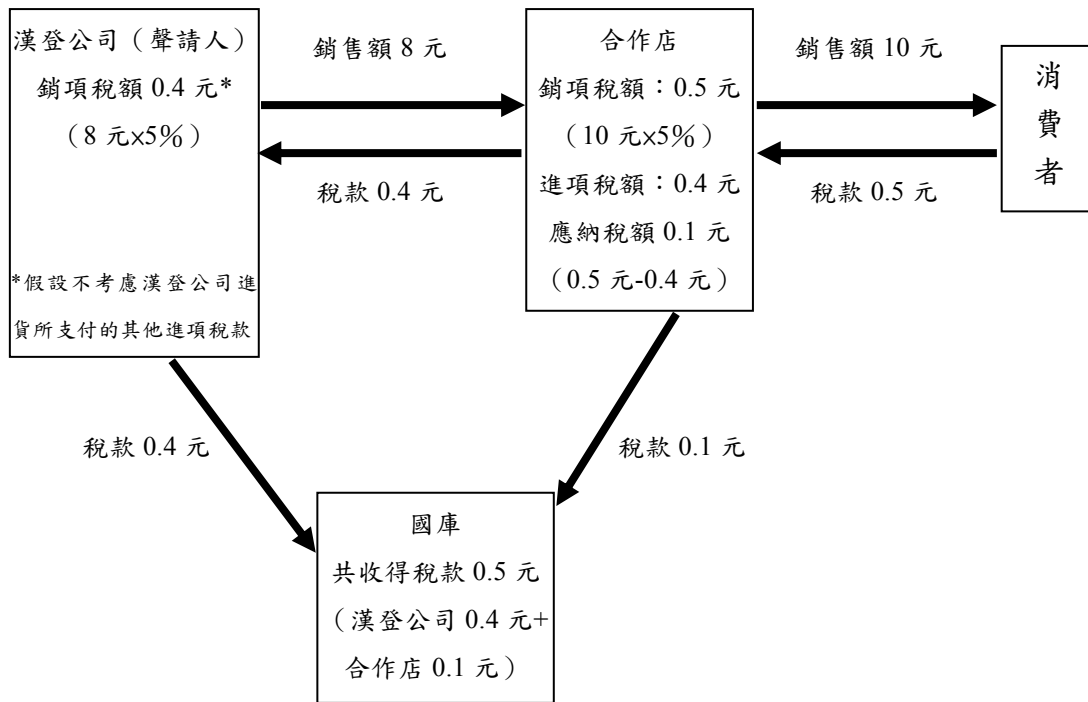 漢登公司（聲請人）
銷項稅額 0.4 元*
（8 元×5%）
*假設不考慮漢登公司進
貨所支付的其他進項稅款
銷售額 8 元
稅款 0.4 元
合作店
銷項稅額：0.5 元
（10 元×5%）
進項稅額：0.4 元
應納稅額 0.1 元
（0.5 元-0.4 元）
銷售額 10 元
稅款 0.5 元
消
費
者
稅款 0.4 元
稅款 0.1 元
國庫
共收得稅款 0.5 元
（漢登公司 0.4 元+
合作店 0.1 元）